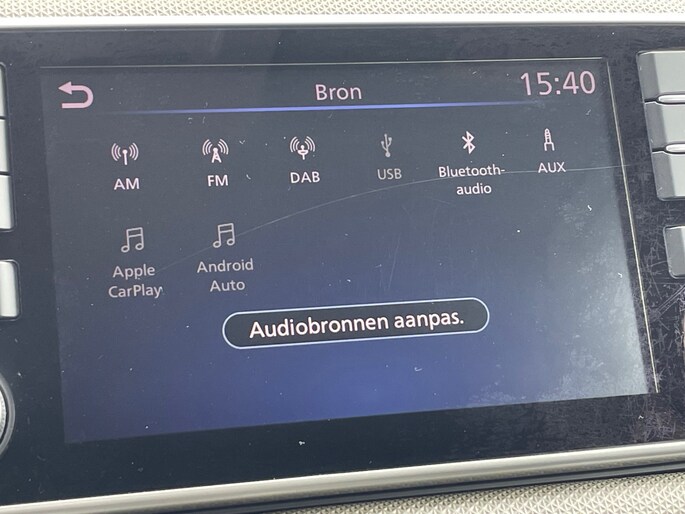 Bron
15:40
AM
FM
DAB
USB
Bluetooth-
audio
AUX
Apple
CarPlay
Android
Auto
Audiobronnen aanpas.